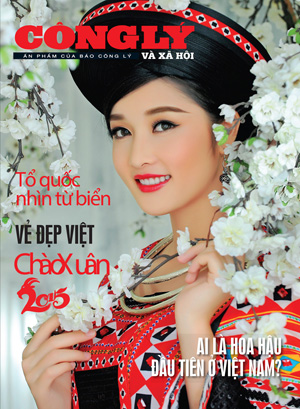 CÔNG LÝ
ẤN PHẨM CỦA BÁO CÔNG LÝ
VÀ XÃ HỘI
Tổ quốc
nhìn từ biển
VẺ ĐẸP VIỆT
Chào Xuân
2015
AI LÀ HOA HẬU
ĐẦU TIÊN Ở VIỆT NAM?